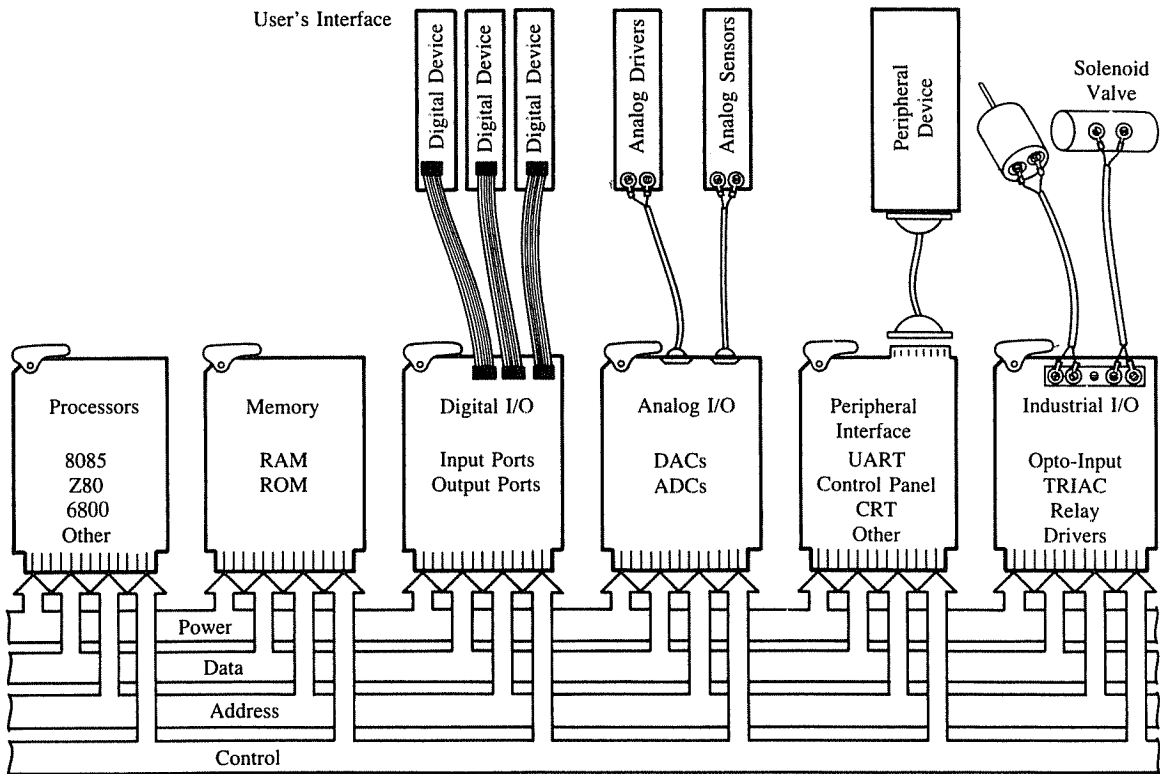 User's Interface
Digital Device
Digital Device
Digital Device
Analog Drivers
Analog Sensors
Peripheral
Device
Solenoid
Valve
Processors
8085
Z80
6800
Other
Memory
RAM
ROM
Digital I/O
Input Ports
Output Ports
Analog I/O
DACs
ADCs
Peripheral
Interface
UART
Control Panel
CRT
Other
Industrial I/O
Opto-Input
TRIAC
Relay
Drivers
Power
Data
Address
Control